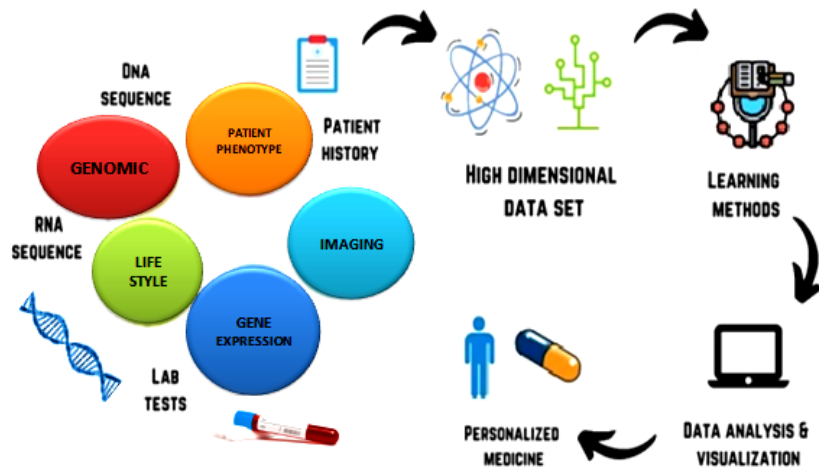 DNA
SEQUENCE
PATIENT
PHENOTYPE
PATIENT
HISTORY
GENOMIC
RNA
SEQUENCE
LIFE
STYLE
IMAGING
GENE
EXPRESSION
LAB
TESTS
HIGH DIMENSIONAL
DATA SET
LEARNING
METHODS
DATA ANALYSIS &
VISUALIZATION
PERSONALIZED
MEDICINE